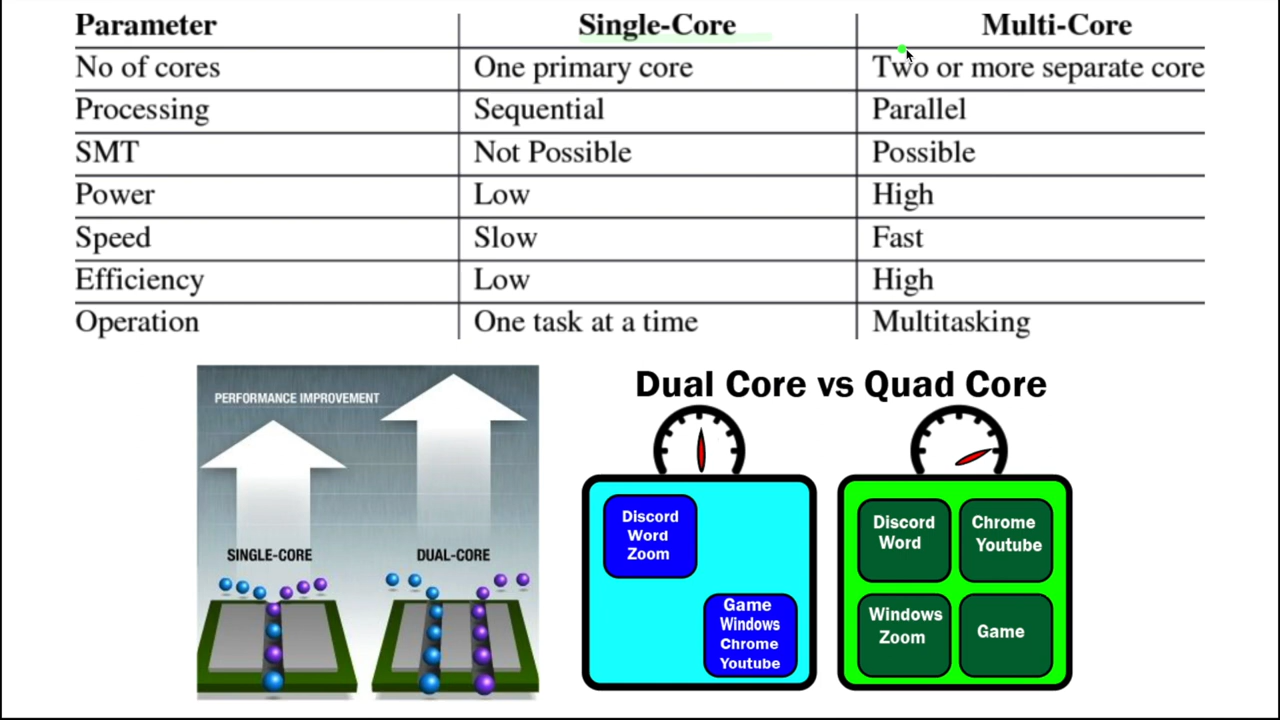 Parameter Single-Core Multi-Core
No of cores One primary core Two or more separate core
Processing Sequential Parallel
SMT Not Possible Possible
Power Low High
Speed Slow Fast
Efficiency Low High
Operation One task at a time Multitasking
PERFORMANCE IMPROVEMENT
SINGLE-CORE DUAL-CORE
Dual Core vs Quad Core
Discord
Word
Zoom
Game
Windows
Chrome
Youtube
Discord
Word
Chrome
Youtube
Windows
Zoom
Game